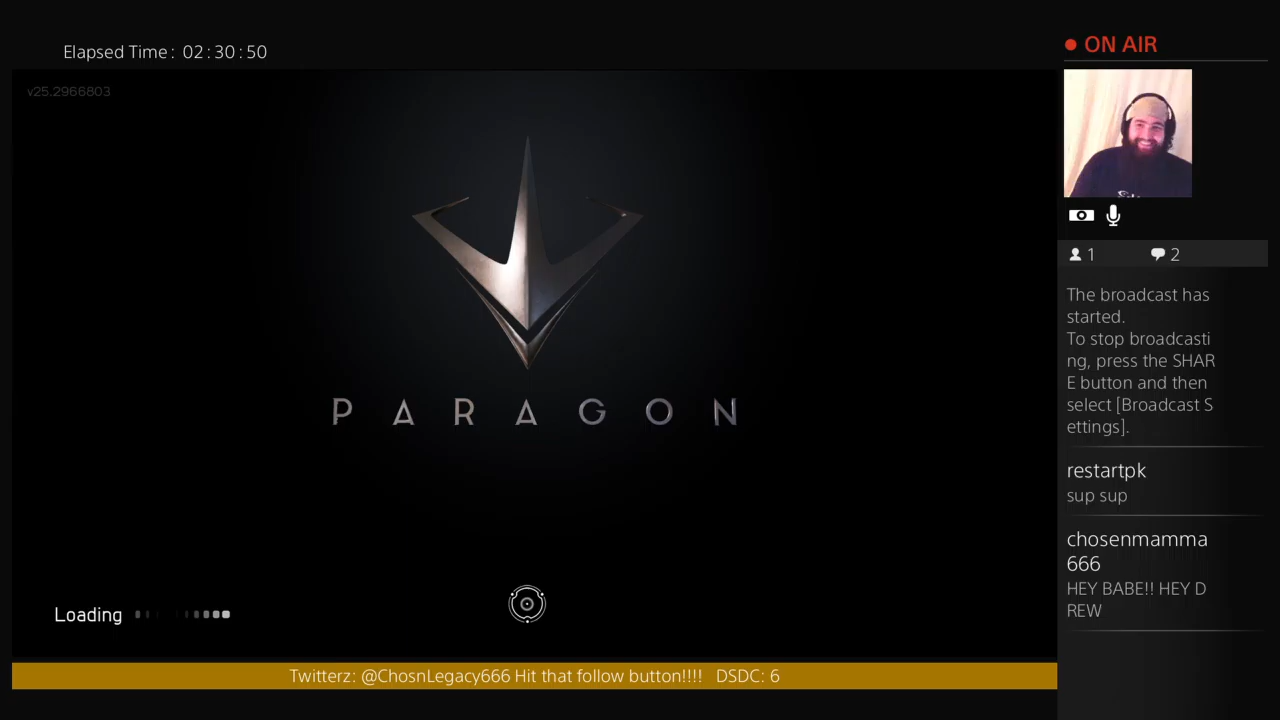 Elapsed Time: 02:30:50
ON AIR
v25.2966803
1 2
The broadcast has
started.
To stop broadcasti
ng, press the SHAR
E button and then
select [Broadcast S
ettings].
PARAGON
restartpk
sup sup
chosenmamma
666
HEY BABE!! HEY D
REW
Loading
Twitterz: @ChosnLegacy666 Hit that follow button!!!! DSDC: 6